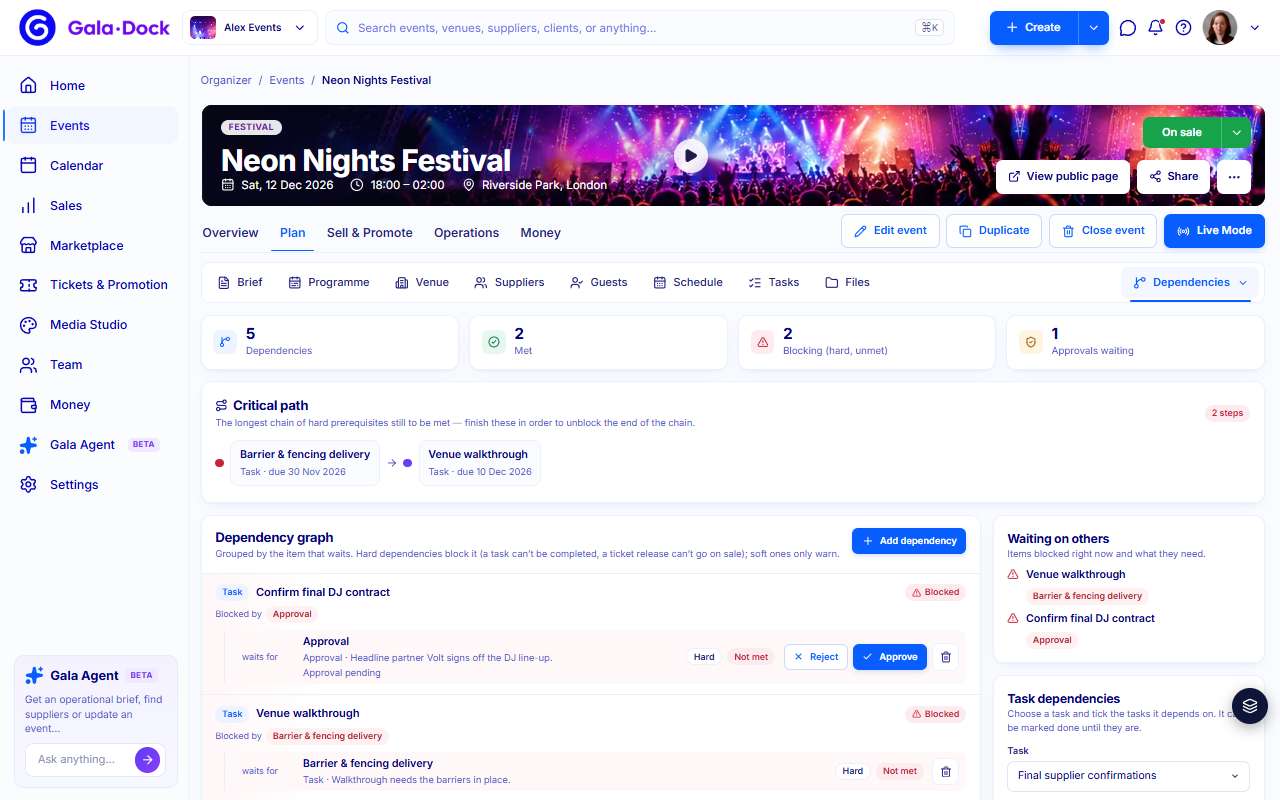 Gala·Dock
Alex Events
Search events, venues, suppliers, clients, or anything...
⌘K
Create
Home
Events
Calendar
Sales
Marketplace
Tickets & Promotion
Media Studio
Team
Money
Gala Agent BETA
Settings
Gala Agent BETA
Get an operational brief, find
suppliers or update an
event...
Ask anything...
Organizer / Events / Neon Nights Festival
FESTIVAL
Neon Nights Festival
Sat, 12 Dec 2026 18:00 – 02:00 Riverside Park, London
On sale
View public page
Share
Overview Plan Sell & Promote Operations Money
Edit event Duplicate Close event Live Mode
Brief Programme Venue Suppliers Guests Schedule Tasks Files Dependencies
5
Dependencies
2
Met
2
Blocking (hard, unmet)
1
Approvals waiting
Critical path
The longest chain of hard prerequisites still to be met — finish these in order to unblock the end of the chain.
2 steps
Barrier & fencing delivery
Task · due 30 Nov 2026
Venue walkthrough
Task · due 10 Dec 2026
Dependency graph
Grouped by the item that waits. Hard dependencies block it (a task can't be completed, a ticket release can't go on sale); soft ones only warn.
Add dependency
Task Confirm final DJ contract Blocked
Blocked by Approval
waits for
Approval
Approval · Headline partner Volt signs off the DJ line-up.
Approval pending
Hard Not met Reject Approve
Task Venue walkthrough Blocked
Blocked by Barrier & fencing delivery
waits for
Barrier & fencing delivery
Task · Walkthrough needs the barriers in place.
Hard Not met
Waiting on others
Items blocked right now and what they need.
Venue walkthrough
Barrier & fencing delivery
Confirm final DJ contract
Approval
Task dependencies
Choose a task and tick the tasks it depends on. It
be marked done until they are.
Task
Final supplier confirmations